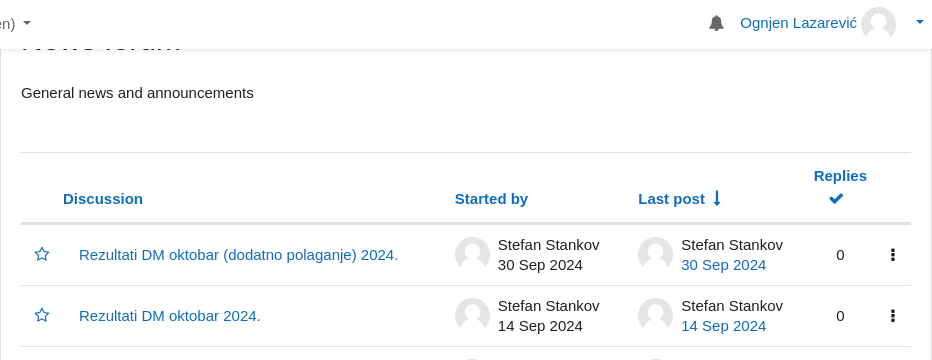 en)
Ognjen Lazarević
News forum
General news and announcements
Replies
Discussion
Started by
Last post
Rezultati DM oktobar (dodatno polaganje) 2024.
Stefan Stankov
30 Sep 2024
Stefan Stankov
30 Sep 2024
0
Rezultati DM oktobar 2024.
Stefan Stankov
14 Sep 2024
Stefan Stankov
14 Sep 2024
0